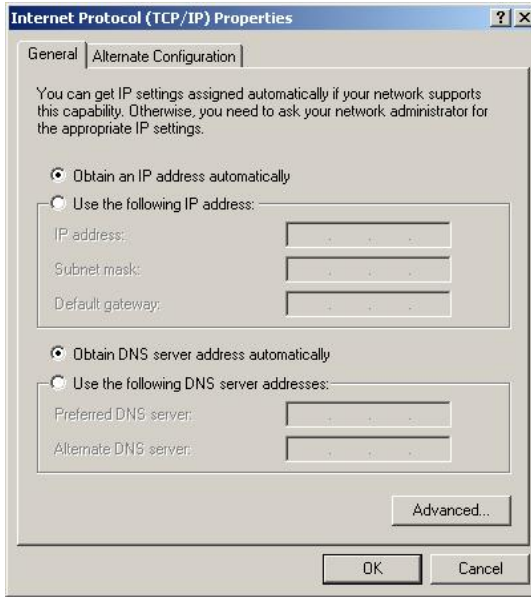 Internet Protocol (TCP/IP) Properties
General
Alternate Configuration
You can get IP settings assigned automatically if your network supports
this capability. Otherwise, you need to ask your network administrator for
the appropriate IP settings.
Obtain an IP address automatically
Use the following IP address:
IP address:
Subnet mask:
Default gateway:
Obtain DNS server address automatically
Use the following DNS server addresses:
Preferred DNS server:
Alternate DNS server:
Advanced...
OK
Cancel